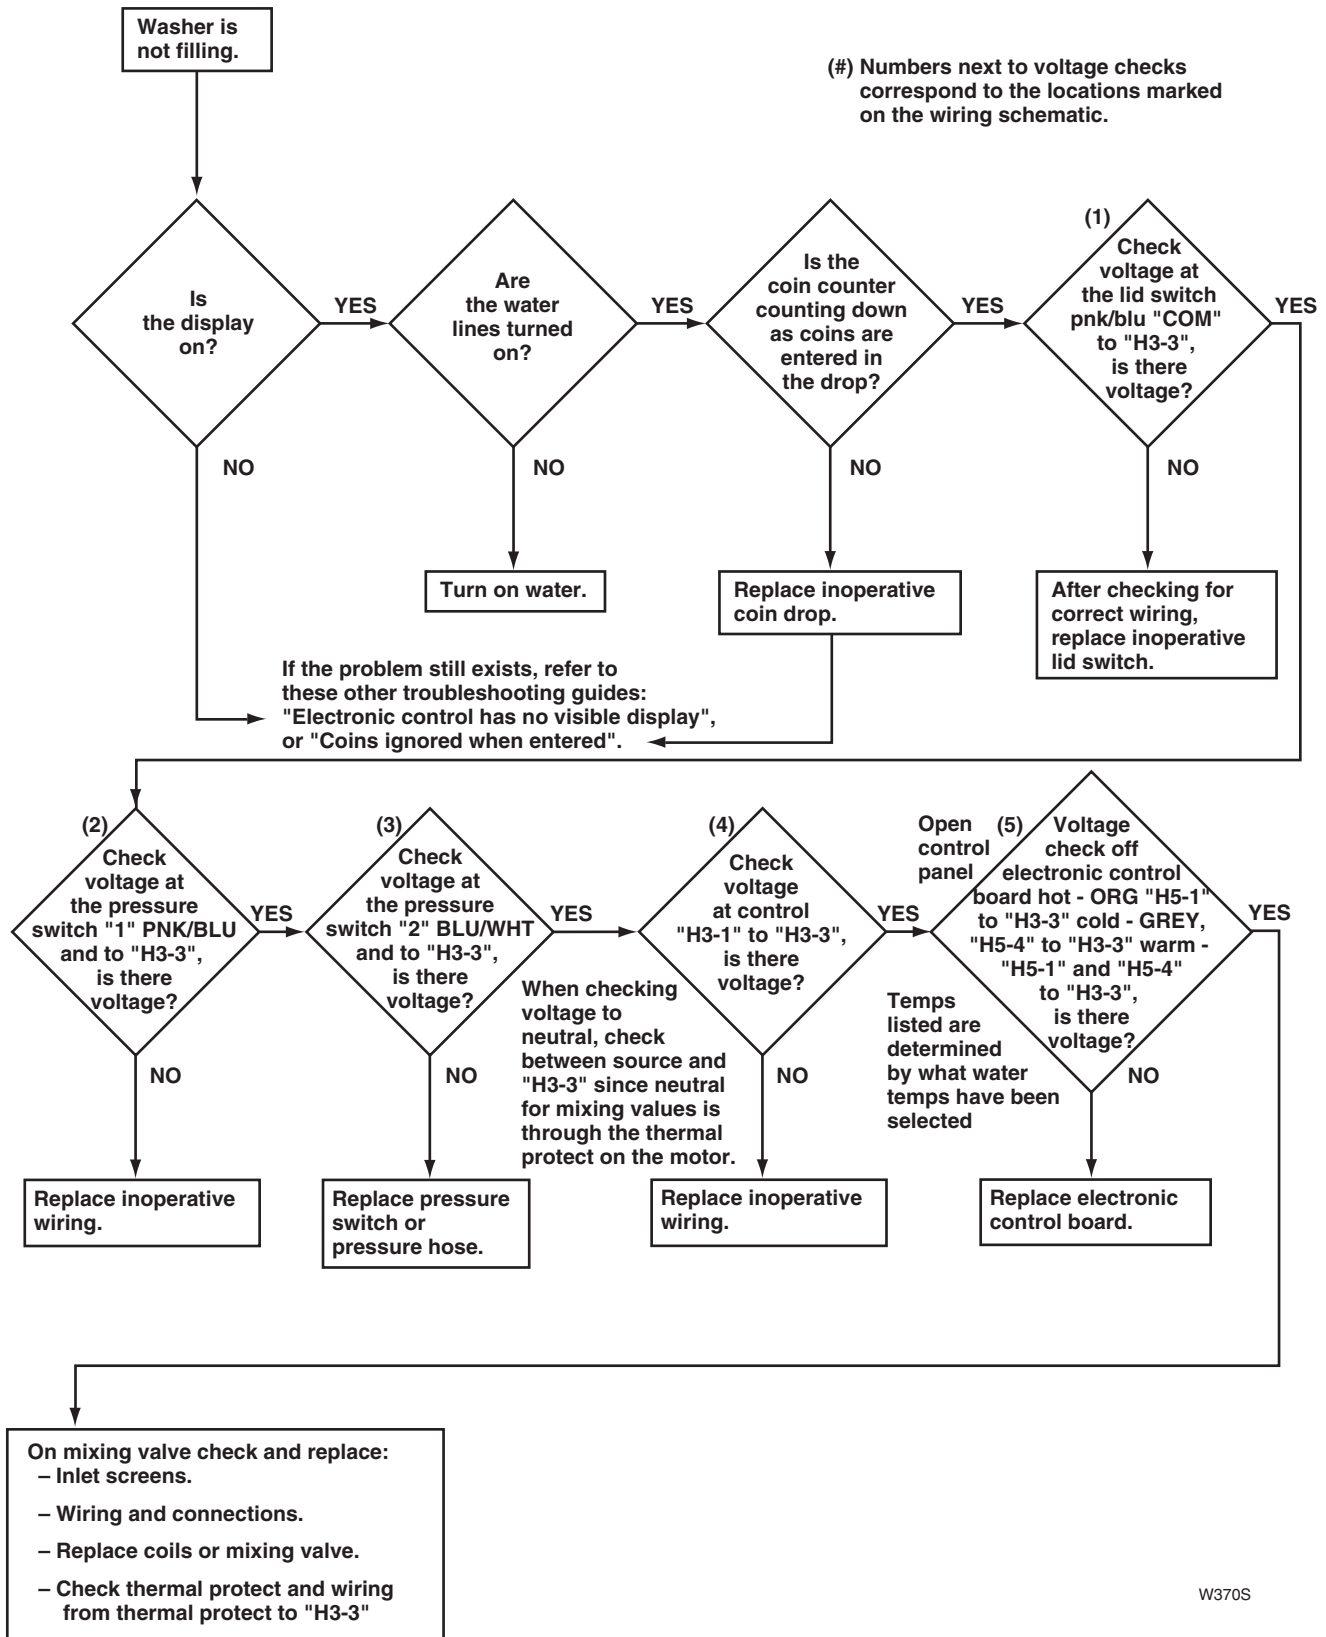 Washer is
not filling.
(#) Numbers next to voltage checks
correspond to the locations marked
on the wiring schematic.
Is
the display
on?
YES
NO
Are
the water
lines turned
on?
YES
NO
Is the
coin counter
counting down
as coins are
entered in
the drop?
YES
NO
(1)
Check
voltage at
the lid switch
pnk/blu "COM"
to "H3-3",
is there
voltage?
YES
NO
Turn on water.
Replace inoperative
coin drop.
After checking for
correct wiring,
replace inoperative
lid switch.
If the problem still exists, refer to
these other troubleshooting guides:
"Electronic control has no visible display",
or "Coins ignored when entered".
(2)
Check
voltage at
the pressure
switch "1" PNK/BLU
and to "H3-3",
is there
voltage?
YES
NO
(3)
Check
voltage at
the pressure
switch "2" BLU/WHT
and to "H3-3",
is there
voltage?
YES
NO
When checking
voltage to
neutral, check
between source and
"H3-3" since neutral
for mixing values is
through the thermal
protect on the motor.
(4)
Check
voltage
at control
"H3-1" to "H3-3",
is there
voltage?
YES
NO
Open
control
panel
(5)
Voltage
check off
electronic control
board hot - ORG "H5-1"
to "H3-3" cold - GREY,
"H5-4" to "H3-3" warm -
"H5-1" and "H5-4"
to "H3-3",
is there
voltage?
YES
NO
Temps
listed are
determined
by what water
temps have been
selected
Replace inoperative
wiring.
Replace pressure
switch or
pressure hose.
Replace inoperative
wiring.
Replace electronic
control board.
On mixing valve check and replace:
– Inlet screens.
– Wiring and connections.
– Replace coils or mixing valve.
– Check thermal protect and wiring
from thermal protect to "H3-3"
W370S